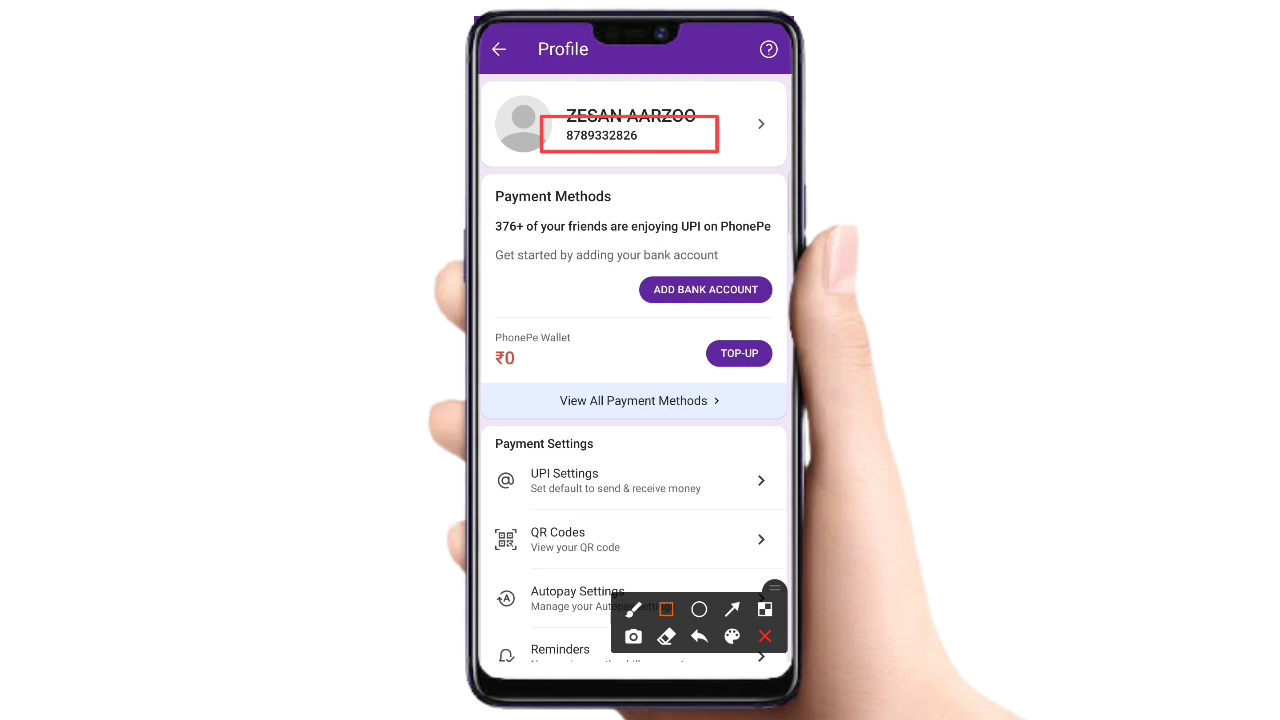 Profile
ZESAN AARZOO
8789332826
Payment Methods
376+ of your friends are enjoying UPI on PhonePe
Get started by adding your bank account
ADD BANK ACCOUNT
PhonePe Wallet
₹0
TOP-UP
View All Payment Methods
Payment Settings
UPI Settings
Set default to send & receive money
QR Codes
View your QR code
Autopay Settings
Manage your Autopay Settings
Reminders